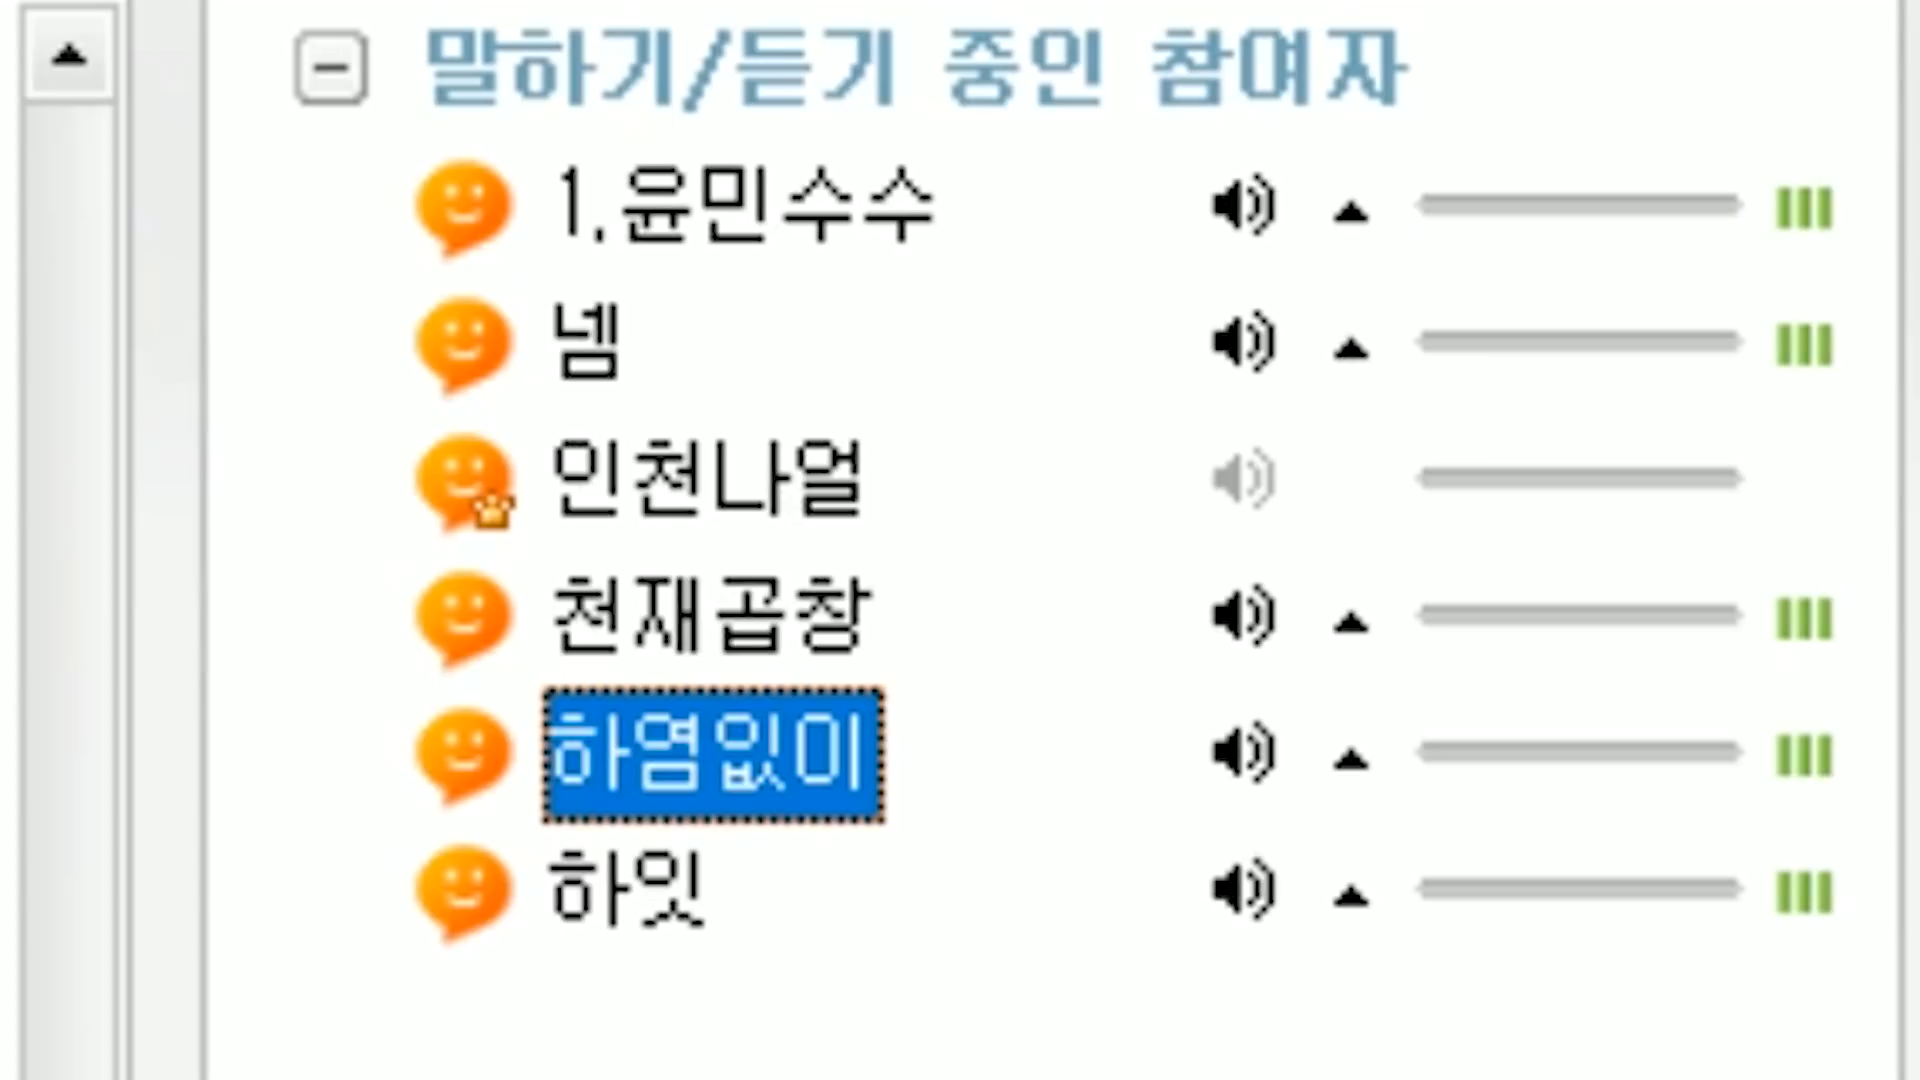 말하기/듣기 중인 참여자
1.윤민수수
넴
인천나얼
천재곱창
하염없이
하잇